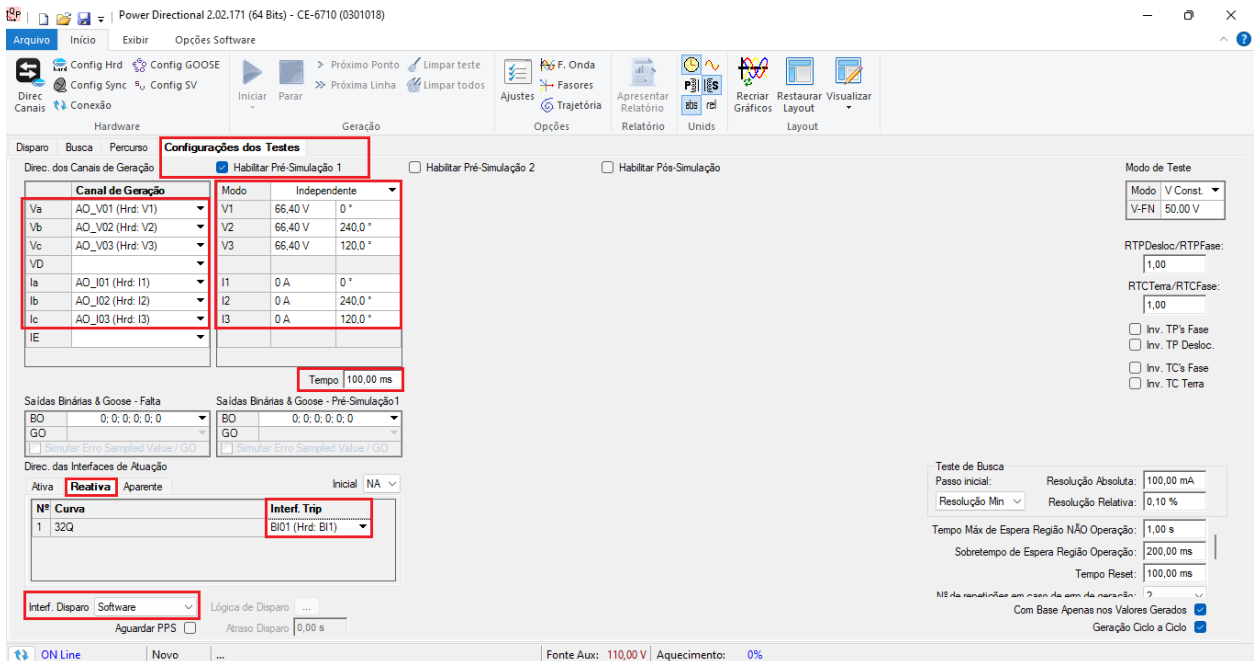 Power Directional 2.02.171 (64 Bits) - CE-6710 (0301018)
Arquivo Início Exibir Opções Software
Direc Canais
Config Hrd Config GOOSE
Config Sync Config SV
Conexão
Hardware
Iniciar Parar
Próximo Ponto Limpar teste
Próxima Linha Limpar todos
Geração
Ajustes
F. Onda
Fasores
Trajetória
Opções
Apresentar Relatório
Relatório
abs rel
Unids
Recriar Gráficos Restaurar Layout Visualizar
Layout
Disparo Busca Percurso Configurações dos Testes
Direc. dos Canais de Geração Habilitar Pré-Simulação 1 Habilitar Pré-Simulação 2 Habilitar Pós-Simulação
Canal de Geração Modo Independente
Va AO_V01 (Hrd: V1) V1 66,40 V 0 °
Vb AO_V02 (Hrd: V2) V2 66,40 V 240,0 °
Vc AO_V03 (Hrd: V3) V3 66,40 V 120,0 °
VD
Ia AO_I01 (Hrd: I1) I1 0 A 0 °
Ib AO_I02 (Hrd: I2) I2 0 A 240,0 °
Ic AO_I03 (Hrd: I3) I3 0 A 120,0 °
IE
Tempo 100,00 ms
Saídas Binárias & Goose - Falta Saídas Binárias & Goose - Pré-Simulação1
BO 0; 0; 0; 0; 0; 0 BO 0; 0; 0; 0; 0; 0
GO GO
Simular Erro Sampled Value / GO Simular Erro Sampled Value / GO
Direc. das Interfaces de Atuação
Ativa Reativa Aparente Inicial NA
Nº Curva Interf. Trip
1 32Q BI01 (Hrd: BI1)
Interf. Disparo Software Lógica de Disparo ...
Aguardar PPS Atraso Disparo 0,00 s
Modo de Teste
Modo V Const.
V-FN 50,00 V
RTPDesloc/RTPFase:
1,00
RTCTerra/RTCFase:
1,00
Inv. TP's Fase
Inv. TP Desloc.
Inv. TC's Fase
Inv. TC Terra
Teste de Busca
Passo inicial: Resolução Absoluta: 100,00 mA
Resolução Min Resolução Relativa: 0,10 %
Tempo Máx de Espera Região NÃO Operação: 1,00 s
Sobretempo de Espera Região Operação: 200,00 ms
Tempo Reset: 100,00 ms
Nº de repetições em caso de erro de geração: 2
Com Base Apenas nos Valores Gerados
Geração Ciclo a Ciclo
ON Line Novo ... Fonte Aux: 110,00 V Aquecimento: 0%